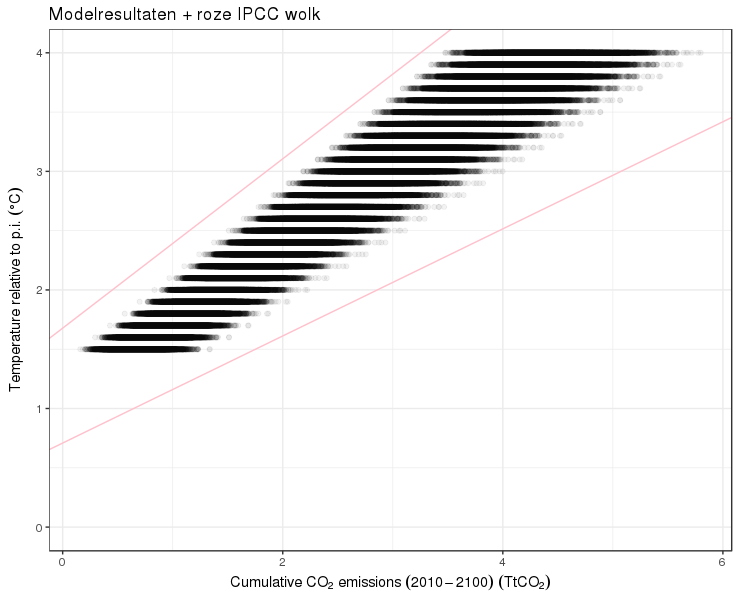 Modelresultaten + roze IPCC wolk
Temperature relative to p.i. (°C)
4
3
2
1
0
0 2 4 6
Cumulative CO₂ emissions (2010−2100) (TtCO₂)